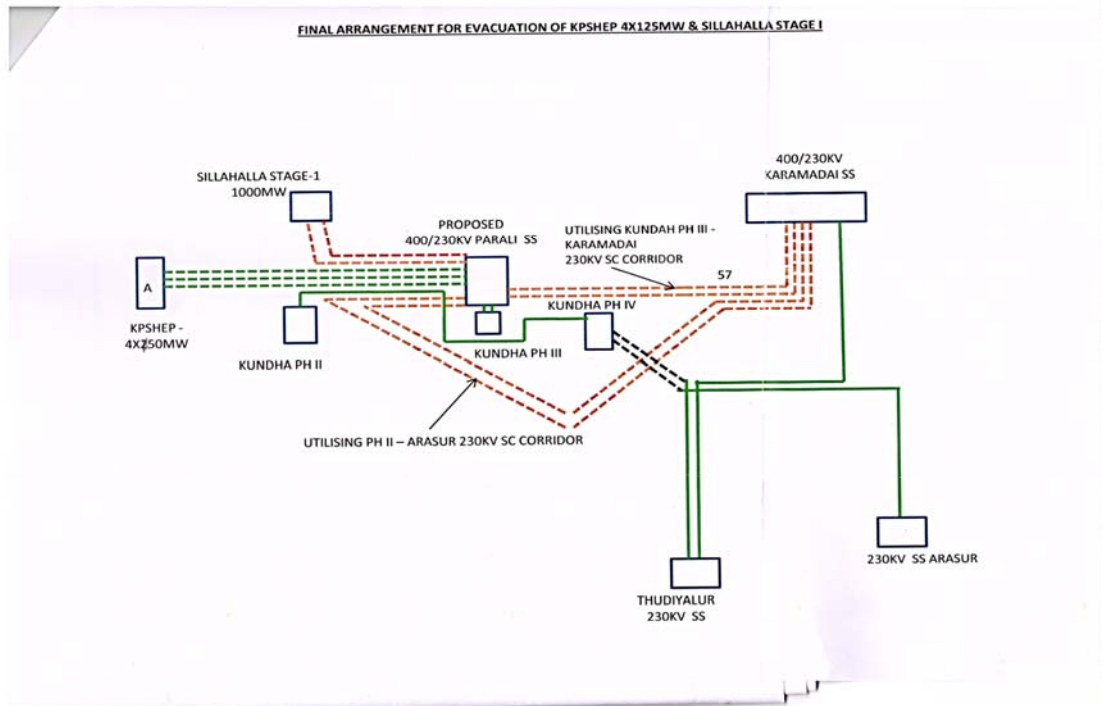 FINAL ARRANGEMENT FOR EVACUATION OF KPSHEP 4X125MW & SILLAHALLA STAGE I
400/230KV
KARAMADAI SS
SILLAHALLA STAGE-1
1000MW
PROPOSED
400/230KV PARALI SS
UTILISING KUNDAH PH III -
KARAMADAI
230KV SC CORRIDOR
57
A
KPSHEP -
4X250MW
KUNDHA PH IV
KUNDHA PH II
KUNDHA PH III
UTILISING PH II – ARASUR 230KV SC CORRIDOR
230KV SS ARASUR
THUDIYALUR
230KV SS